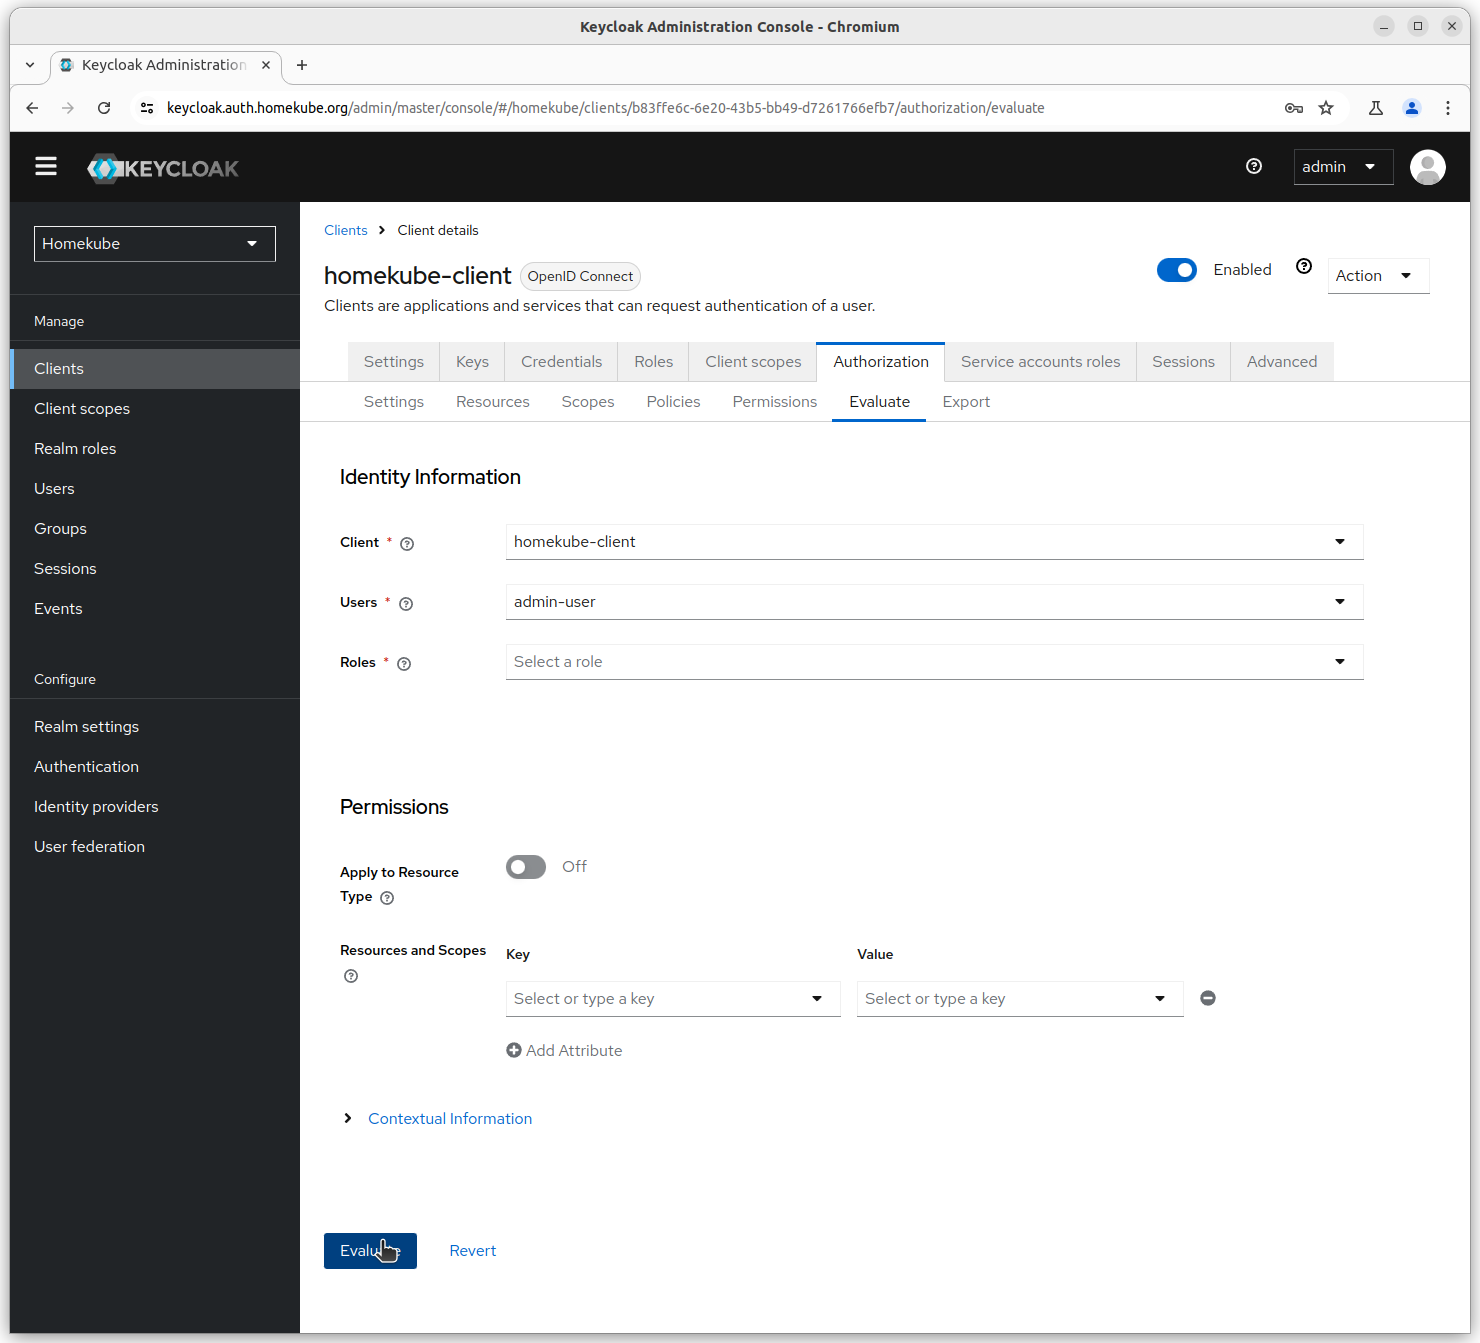 Keycloak Administration Console - Chromium
Keycloak Administration
keycloak.auth.homekube.org/admin/master/console/#/homekube/clients/b83ffe6c-6e20-43b5-bb49-d7261766efb7/authorization/evaluate
KEYCLOAK
admin
Homekube
Manage
Clients
Client scopes
Realm roles
Users
Groups
Sessions
Events
Configure
Realm settings
Authentication
Identity providers
User federation
Clients > Client details
homekube-client OpenID Connect
Enabled
Action
Clients are applications and services that can request authentication of a user.
Settings Keys Credentials Roles Client scopes Authorization Service accounts roles Sessions Advanced
Settings Resources Scopes Policies Permissions Evaluate Export
Identity Information
Client * homekube-client
Users * admin-user
Roles * Select a role
Permissions
Apply to Resource
Type
Off
Resources and Scopes
Key Value
Select or type a key Select or type a key
Add Attribute
Contextual Information
Evaluate Revert